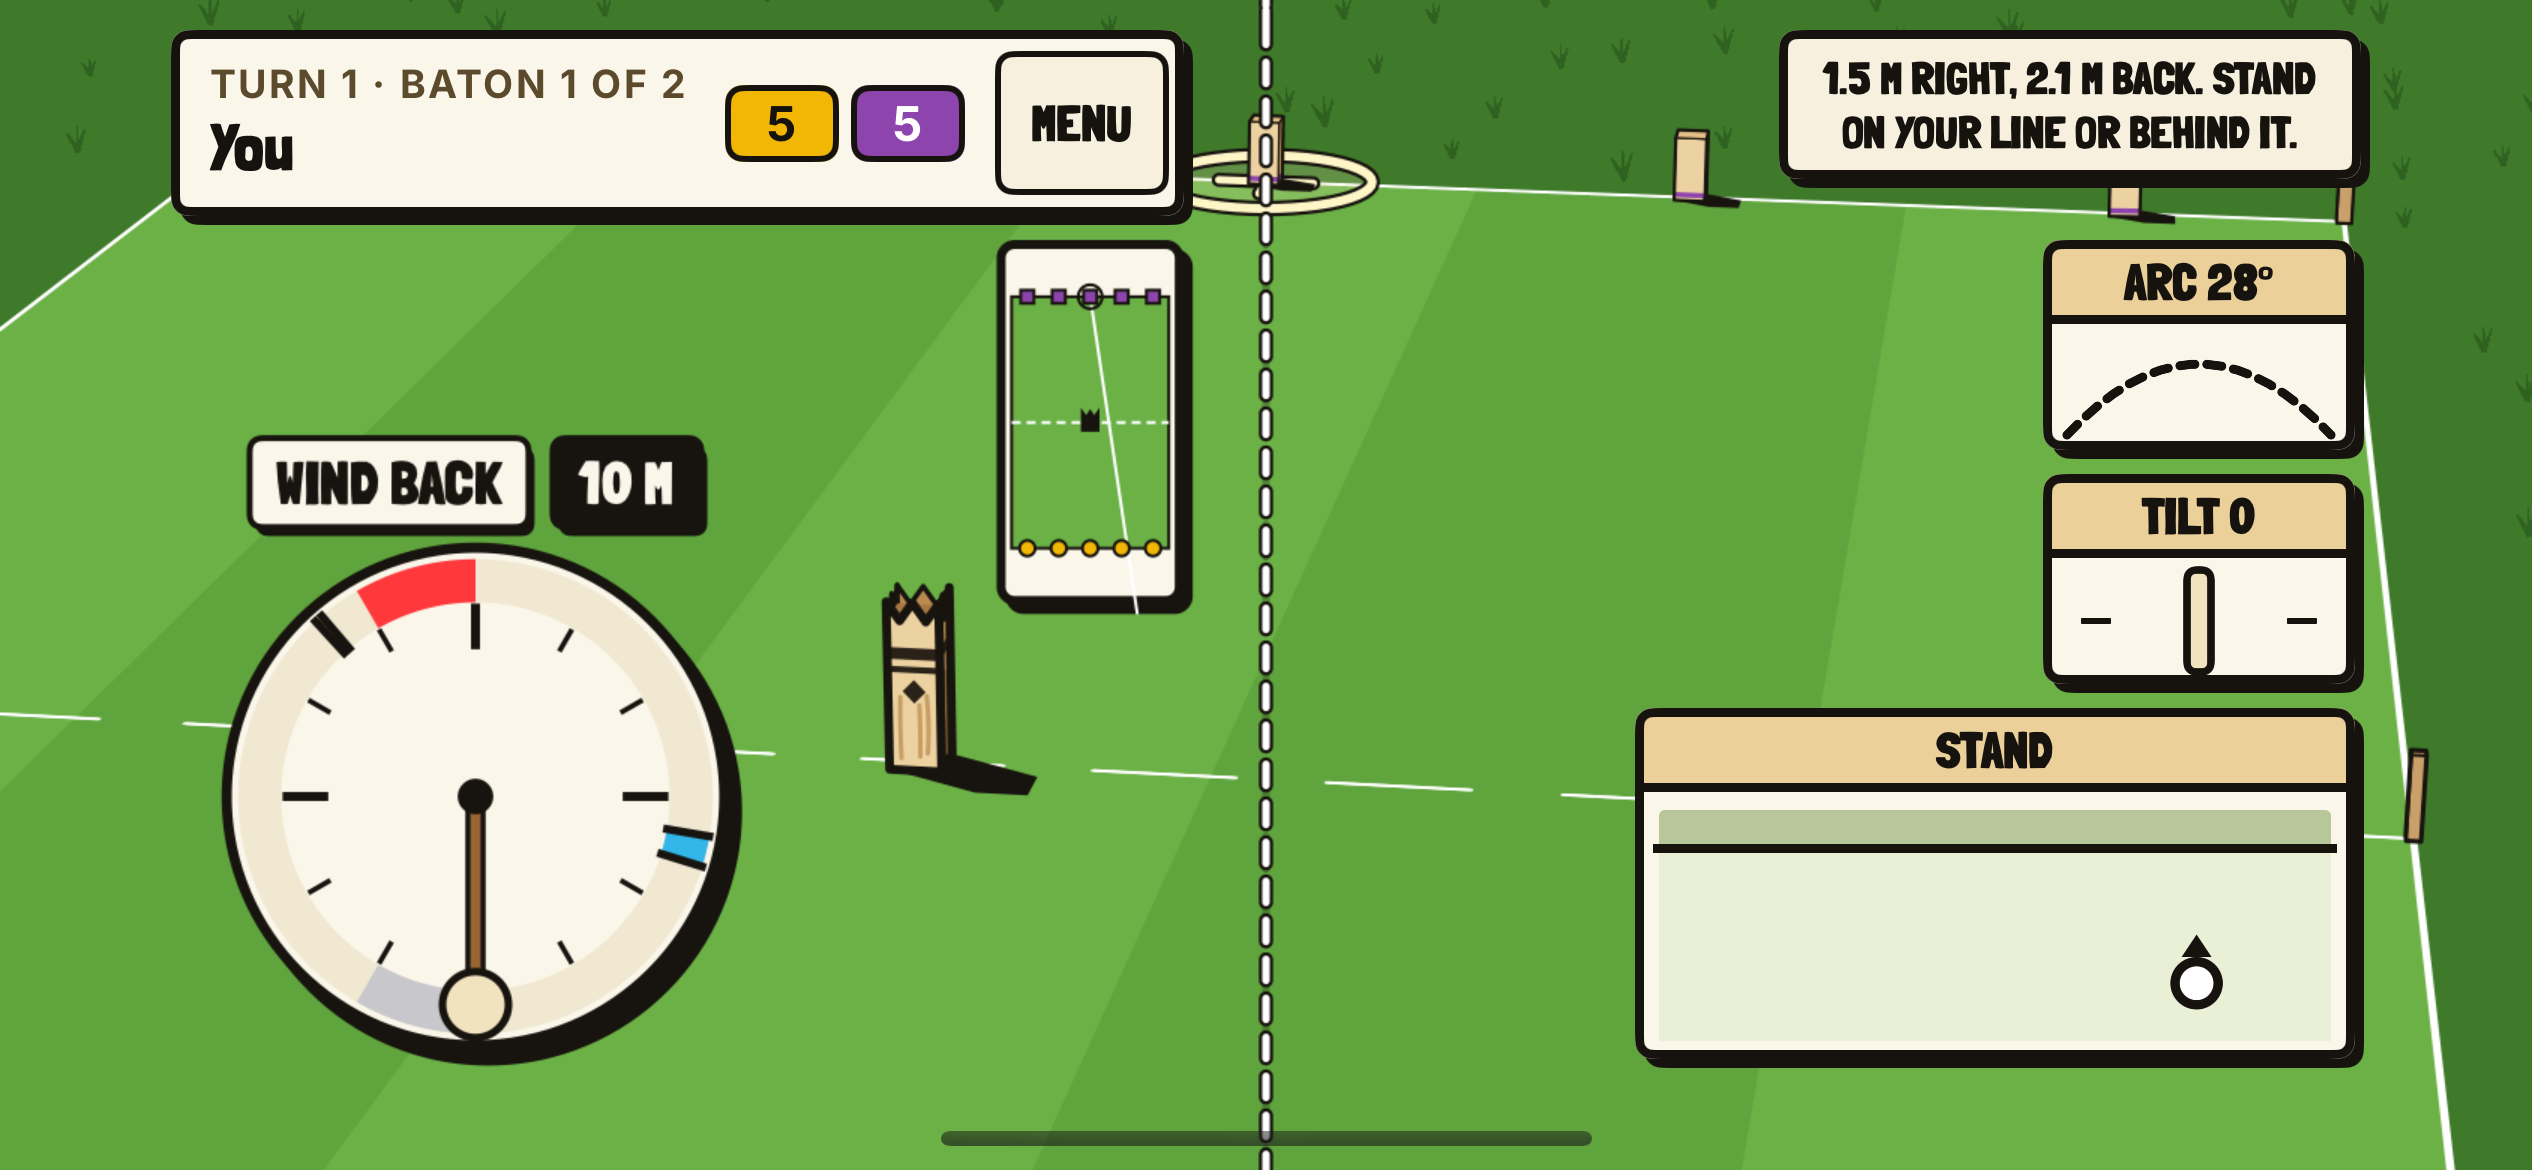 TURN 1 · BATON 1 OF 2
You
5
5
MENU
1.5 M RIGHT, 2.1 M BACK. STAND
ON YOUR LINE OR BEHIND IT.
ARC 28°
WIND BACK
10 M
TILT 0
STAND